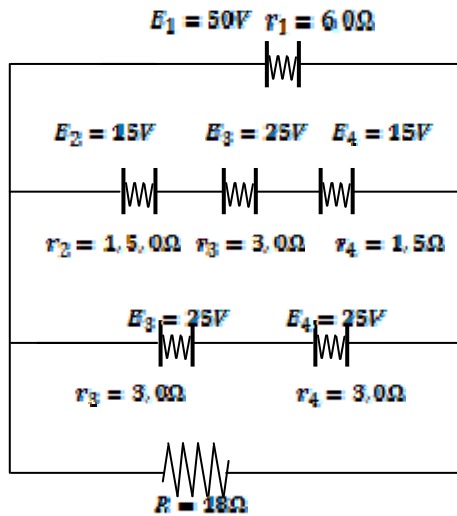 E₁ = 50V r₁ = 6 0Ω
E₂ = 15V E₃ = 25V E₄ = 15V
r₂ = 1,5,0Ω r₃ = 3,0Ω r₄ = 1,5Ω
E₃ = 25V E₄ = 25V
r₃ = 3,0Ω r₄ = 3,0Ω
R = 18Ω